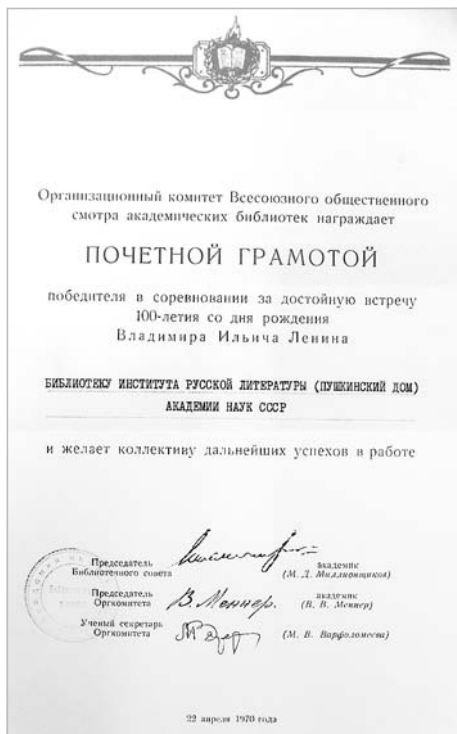 Организационный комитет Всесоюзного общественного
смотра академических библиотек награждает
ПОЧЕТНОЙ ГРАМОТОЙ
победителя в соревновании за достойную встречу
100-летия со дня рождения
Владимира Ильича Ленина
БИБЛИОТЕКУ ИНСТИТУТА РУССКОЙ ЛИТЕРАТУРЫ (ПУШКИНСКИЙ ДОМ)
АКАДЕМИИ НАУК СССР
и желает коллективу дальнейших успехов в работе
Председатель
Библиотечного совета
академик
(М. Д. Миллионщиков)
Председатель
Оргкомитета
В. Меннер.
академик
(В. В. Меннер)
Ученый секретарь
Оргкомитета
(М. В. Варфоломеева)
22 апреля 1970 года